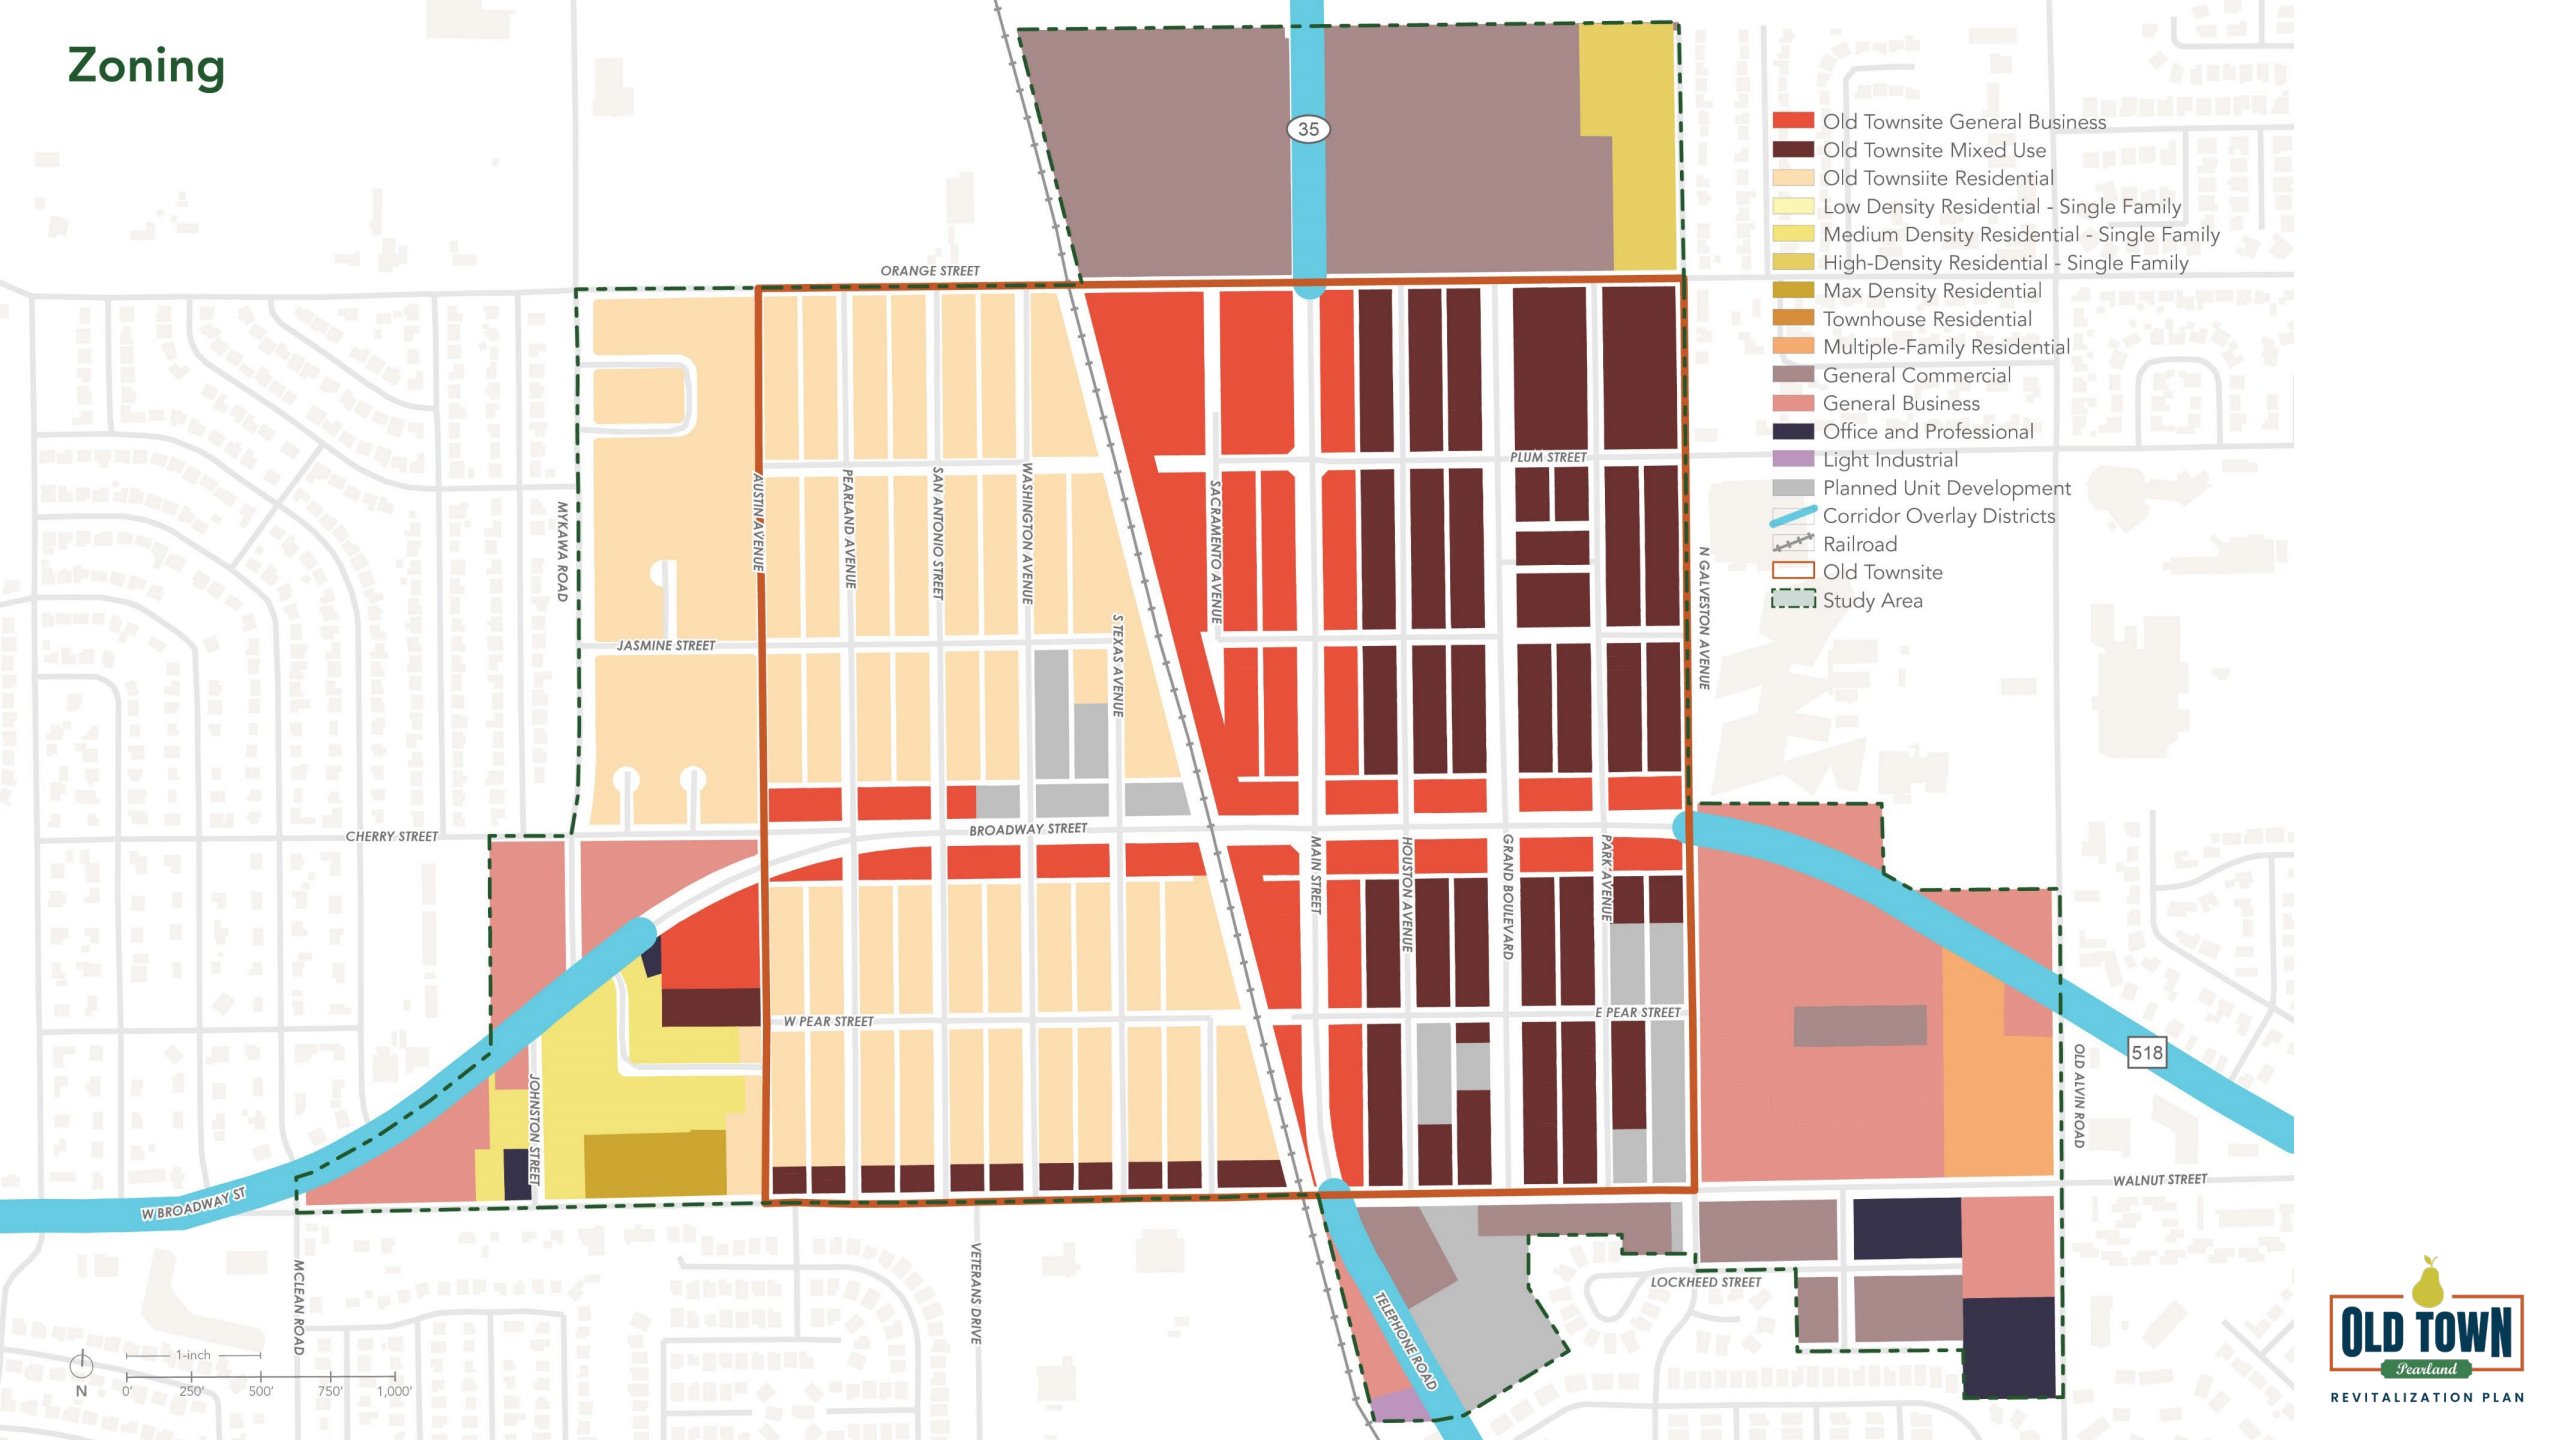 Zoning
35
Old Townsite General Business
Old Townsite Mixed Use
Old Townsiite Residential
Low Density Residential - Single Family
Medium Density Residential - Single Family
High-Density Residential - Single Family
Max Density Residential
Townhouse Residential
Multiple-Family Residential
General Commercial
General Business
Office and Professional
Light Industrial
Planned Unit Development
Corridor Overlay Districts
Railroad
Old Townsite
Study Area
ORANGE STREET
PLUM STREET
MYKAWA ROAD
AUSTIN AVENUE
PEARLAND AVENUE
SAN ANTONIO STREET
WASHINGTON AVENUE
S TEXAS AVENUE
SACRAMENTO AVENUE
N GALVESTON AVENUE
JASMINE STREET
CHERRY STREET
BROADWAY STREET
MAIN STREET
HOUSTON AVENUE
GRAND BOULEVARD
PARK AVENUE
W PEAR STREET
E PEAR STREET
518
JOHNSTON STREET
OLD ALVIN ROAD
W BROADWAY ST
WALNUT STREET
MCLEAN ROAD
VETERANS DRIVE
TELEPHONE ROAD
LOCKHEED STREET
1-inch
N
0'
250'
500'
750'
1,000'
OLD TOWN
Pearland
REVITALIZATION PLAN